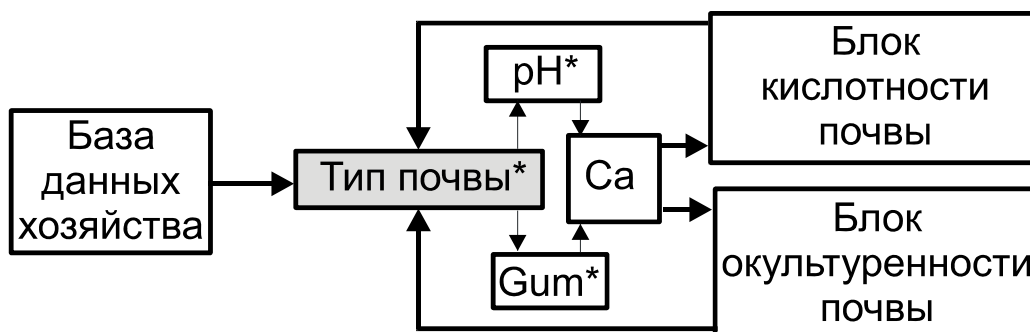 База
данных
хозяйства
Тип почвы*
pH*
Gum*
Ca
Блок
кислотности
почвы
Блок
окультуренности
почвы